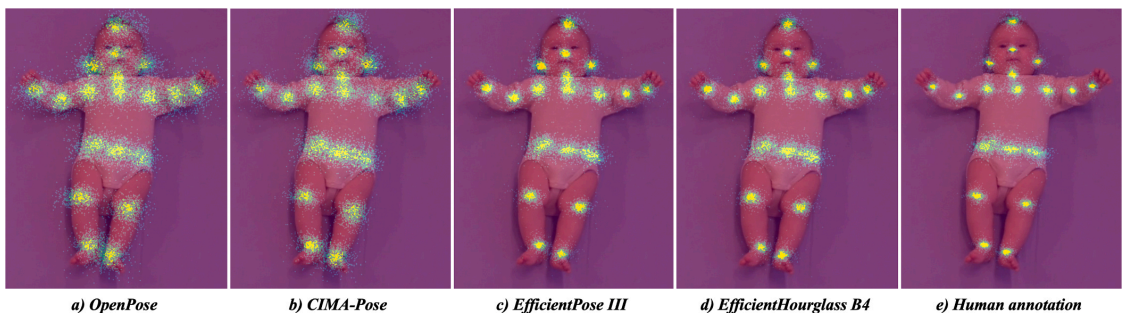 a) OpenPose
b) CIMA-Pose
c) EfficientPose III
d) EfficientHourglass B4
e) Human annotation